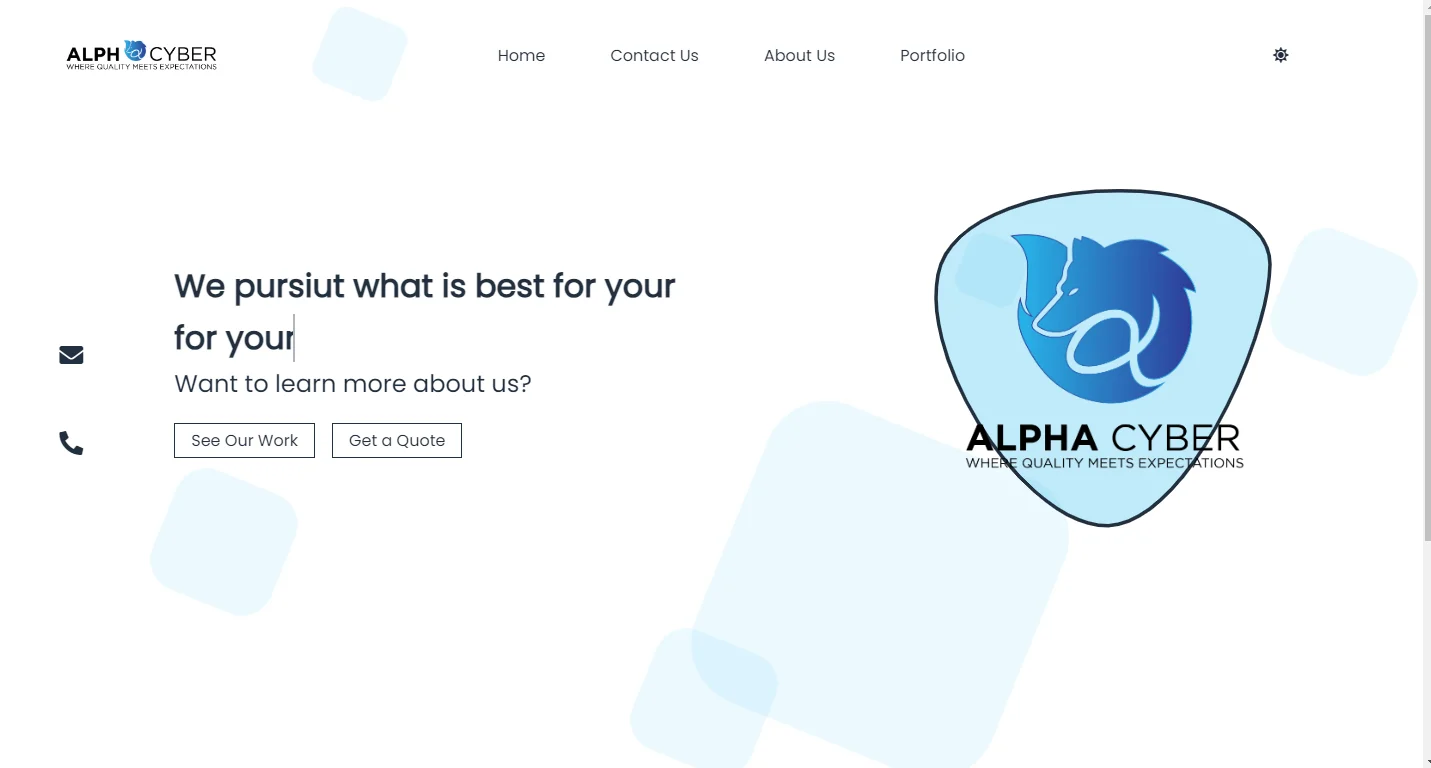 ALPH CYBER
WHERE QUALITY MEETS EXPECTATIONS
Home
Contact Us
About Us
Portfolio
We pursiut what is best for your
for your
Want to learn more about us?
See Our Work
Get a Quote
ALPHA CYBER
WHERE QUALITY MEETS EXPECTATIONS